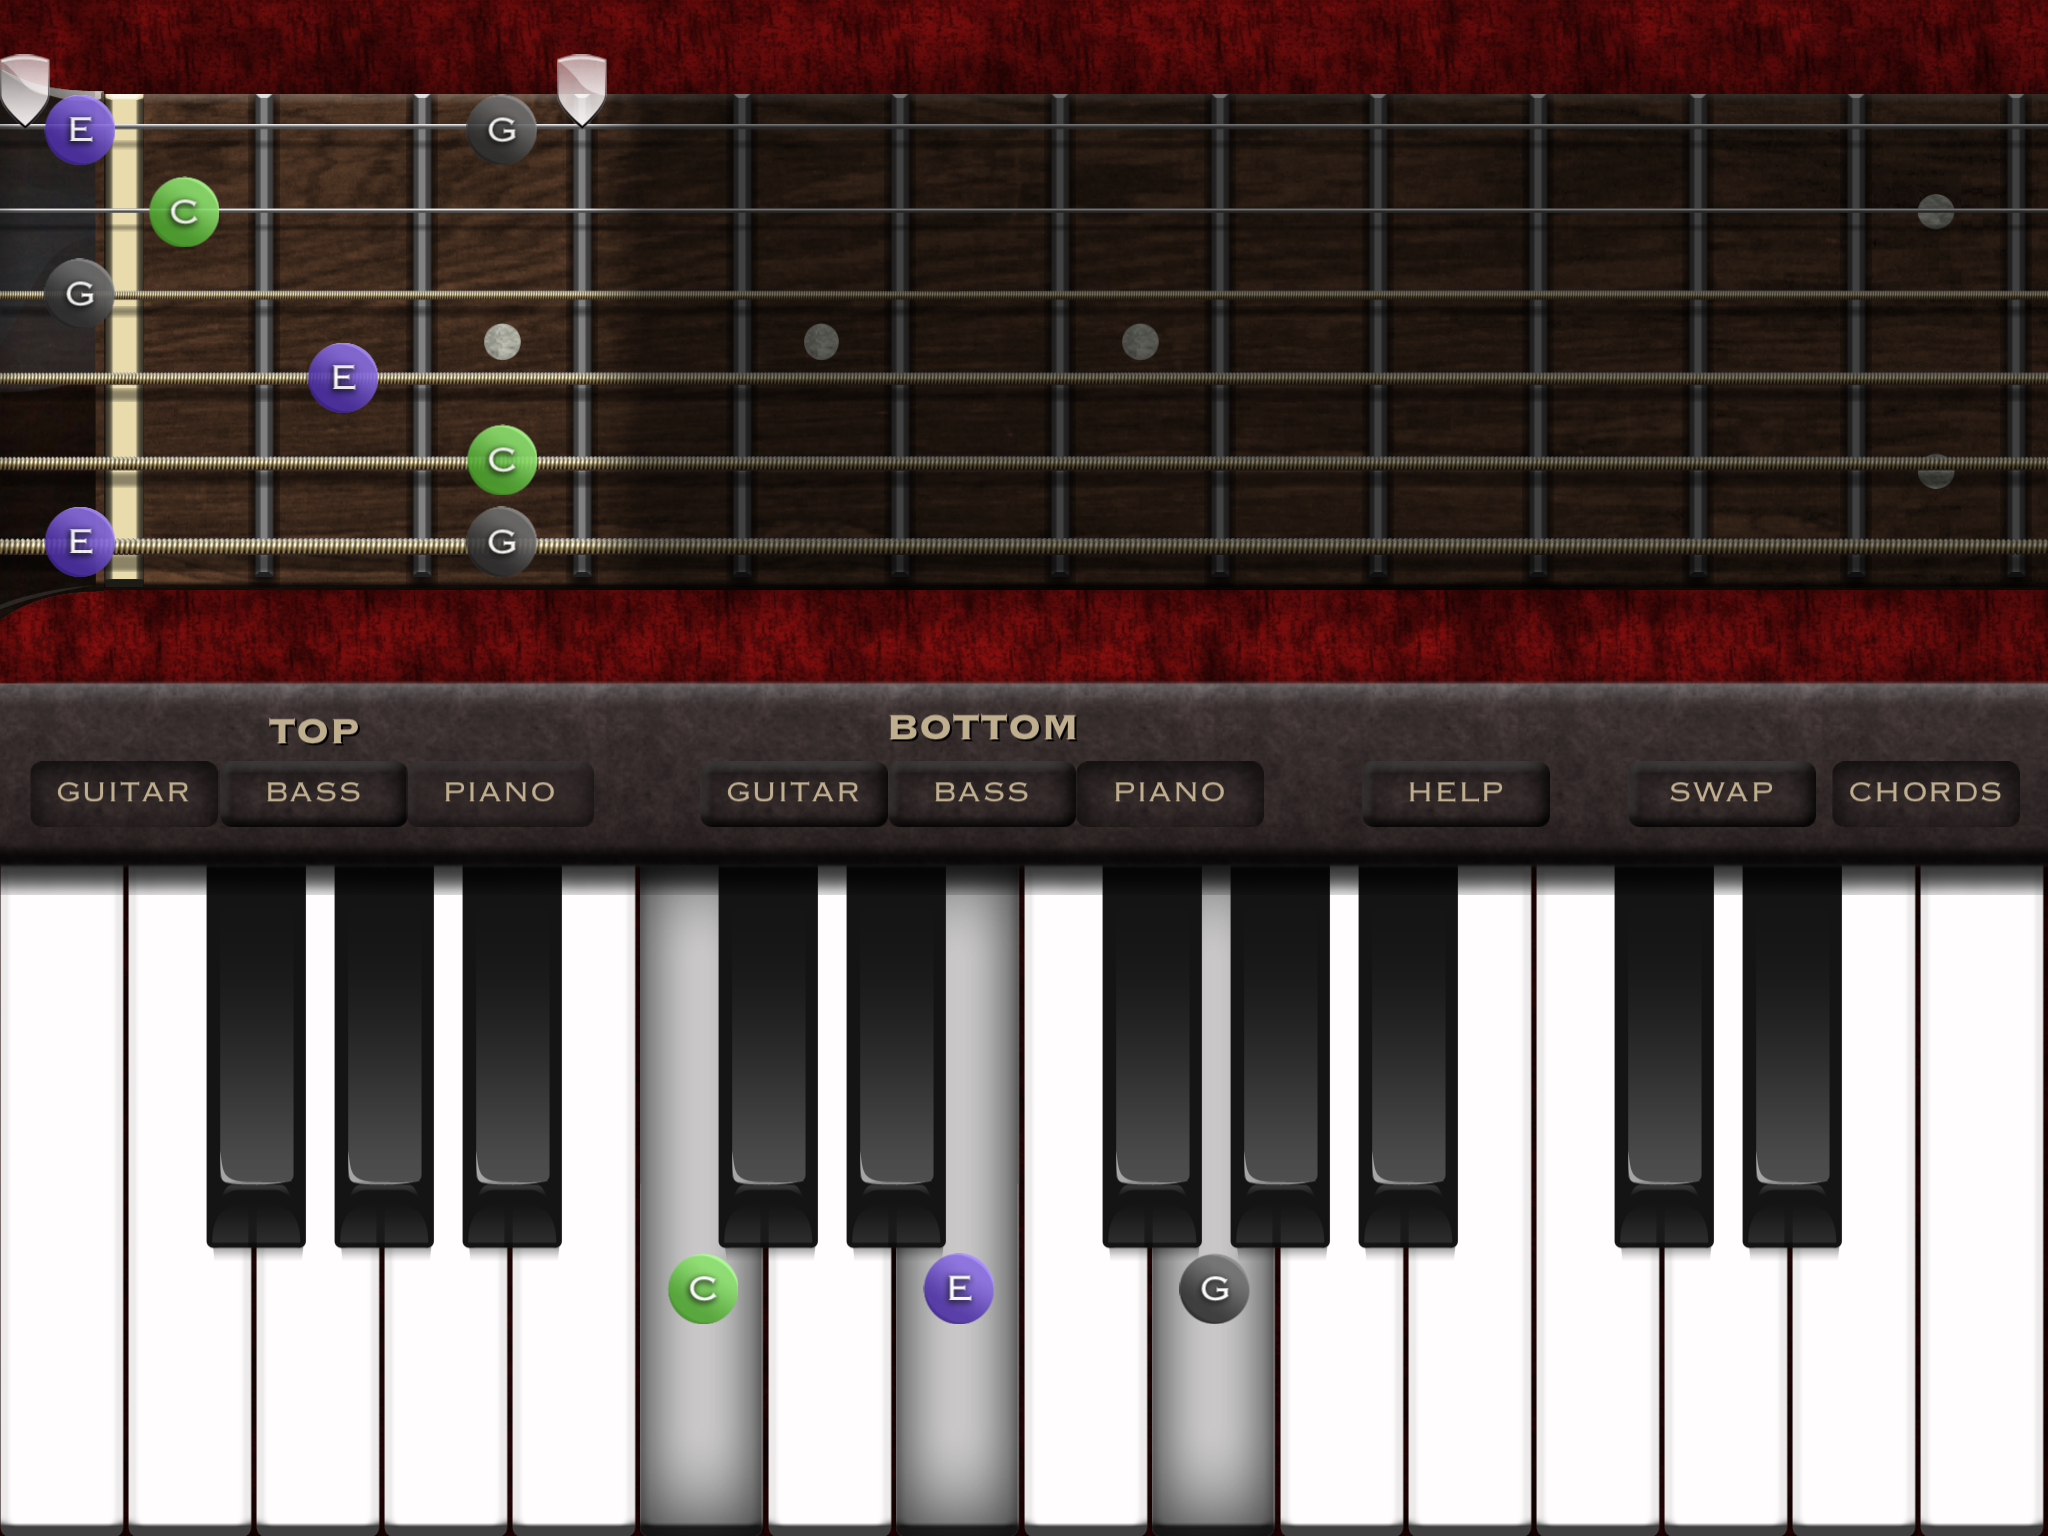 E G
C
G
E
C
E G
TOP BOTTOM
GUITAR BASS PIANO GUITAR BASS PIANO HELP SWAP CHORDS
C E G